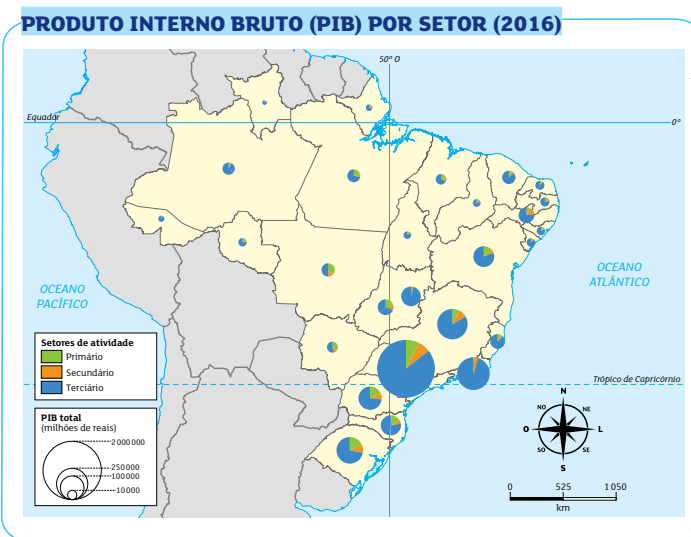 PRODUTO INTERNO BRUTO (PIB) POR SETOR (2016)
50° O
Equador
0°
OCEANO
PACÍFICO
OCEANO
ATLÂNTICO
Setores de atividade
Primário
Secundário
Terciário
Trópico de Capricórnio
PIB total
(milhões de reais)
2 000 000
250 000
100 000
10 000
N
NO
NE
O
L
SO
SE
S
0
525
1 050
km